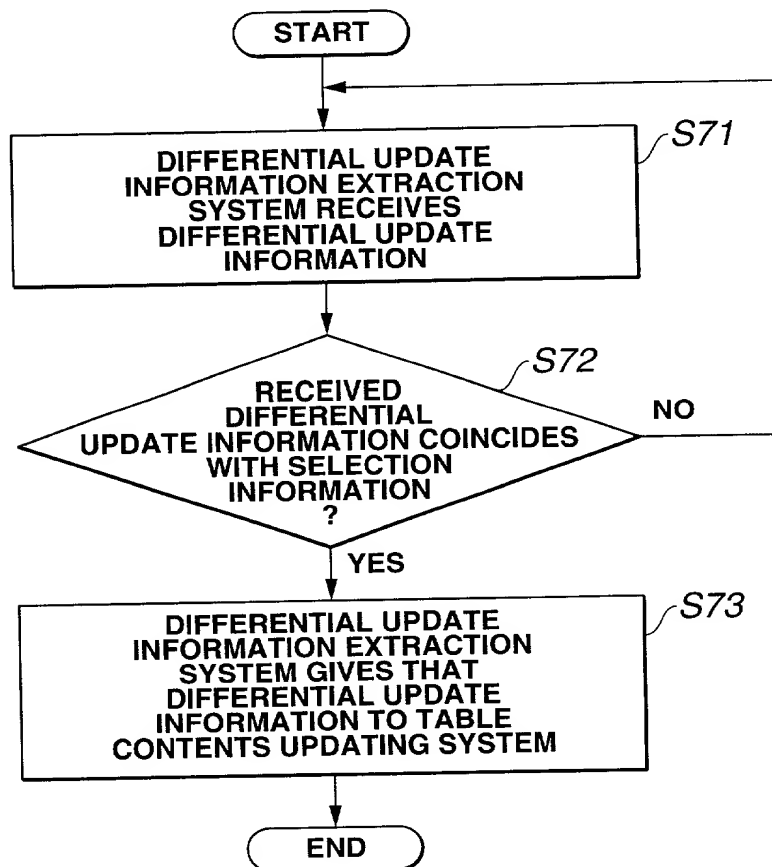 START
S71
DIFFERENTIAL UPDATE
INFORMATION EXTRACTION
SYSTEM RECEIVES
DIFFERENTIAL UPDATE
INFORMATION
S72
RECEIVED
DIFFERENTIAL
UPDATE INFORMATION COINCIDES
WITH SELECTION
INFORMATION
?
NO
YES
S73
DIFFERENTIAL UPDATE
INFORMATION EXTRACTION
SYSTEM GIVES THAT
DIFFERENTIAL UPDATE
INFORMATION TO TABLE
CONTENTS UPDATING SYSTEM
END